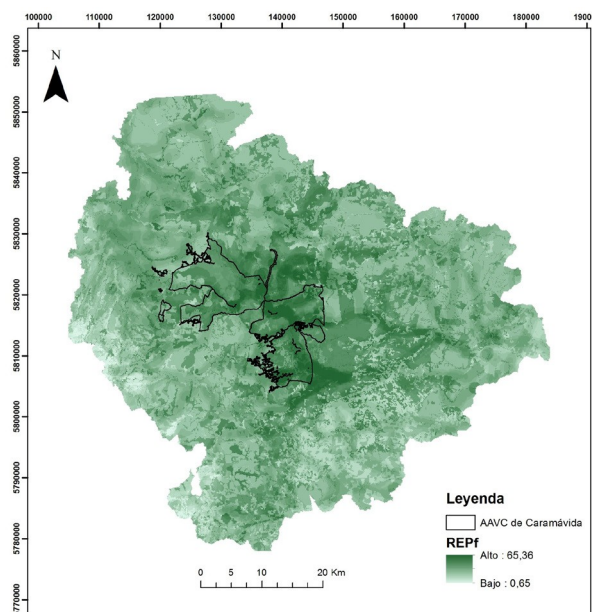 100000 110000 120000 130000 140000 150000 160000 170000 180000 1900
N
5860000
5850000
5840000
5830000
5820000
5810000
5800000
5790000
5780000
5770000
Leyenda
AAVC de Caramávida
REPf
Alto : 65,36
Bajo : 0,65
0 5 10 20 Km